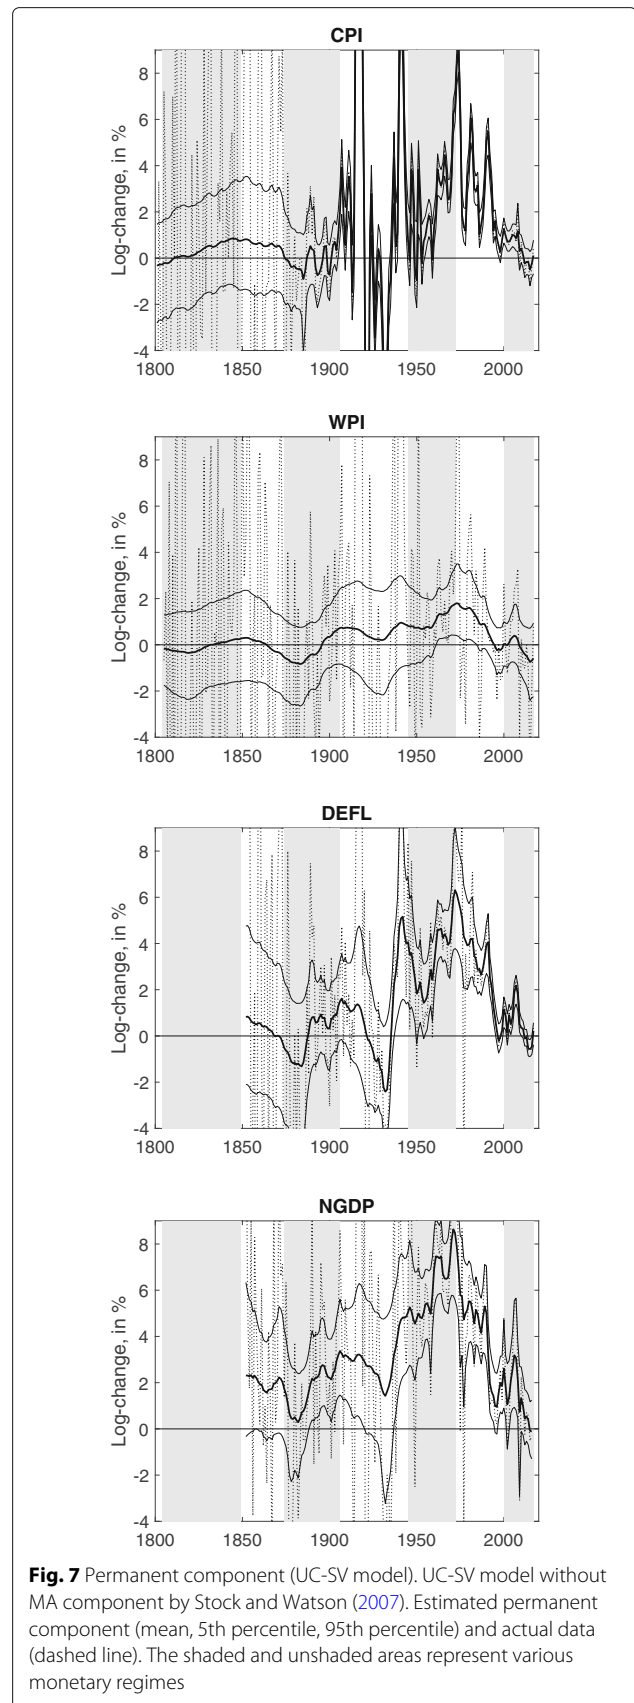 CPI
8
6
4
2
0
-2
-4
Log-change, in %
1800 1850 1900 1950 2000
WPI
8
6
4
2
0
-2
-4
Log-change, in %
1800 1850 1900 1950 2000
DEFL
8
6
4
2
0
-2
-4
Log-change, in %
1800 1850 1900 1950 2000
NGDP
8
6
4
2
0
-2
-4
Log-change, in %
1800 1850 1900 1950 2000
Fig. 7 Permanent component (UC-SV model). UC-SV model without
MA component by Stock and Watson (2007). Estimated permanent
component (mean, 5th percentile, 95th percentile) and actual data
(dashed line). The shaded and unshaded areas represent various
monetary regimes